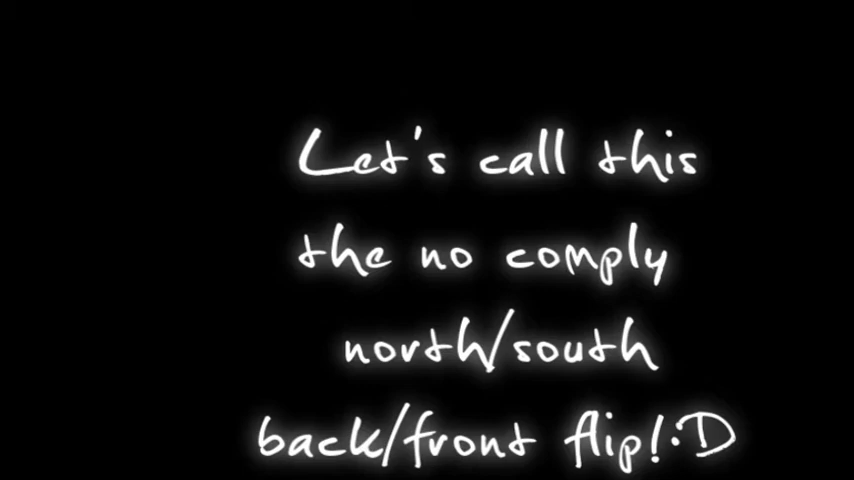 Let's call this
the no comply
north/south
back/front flip!:D